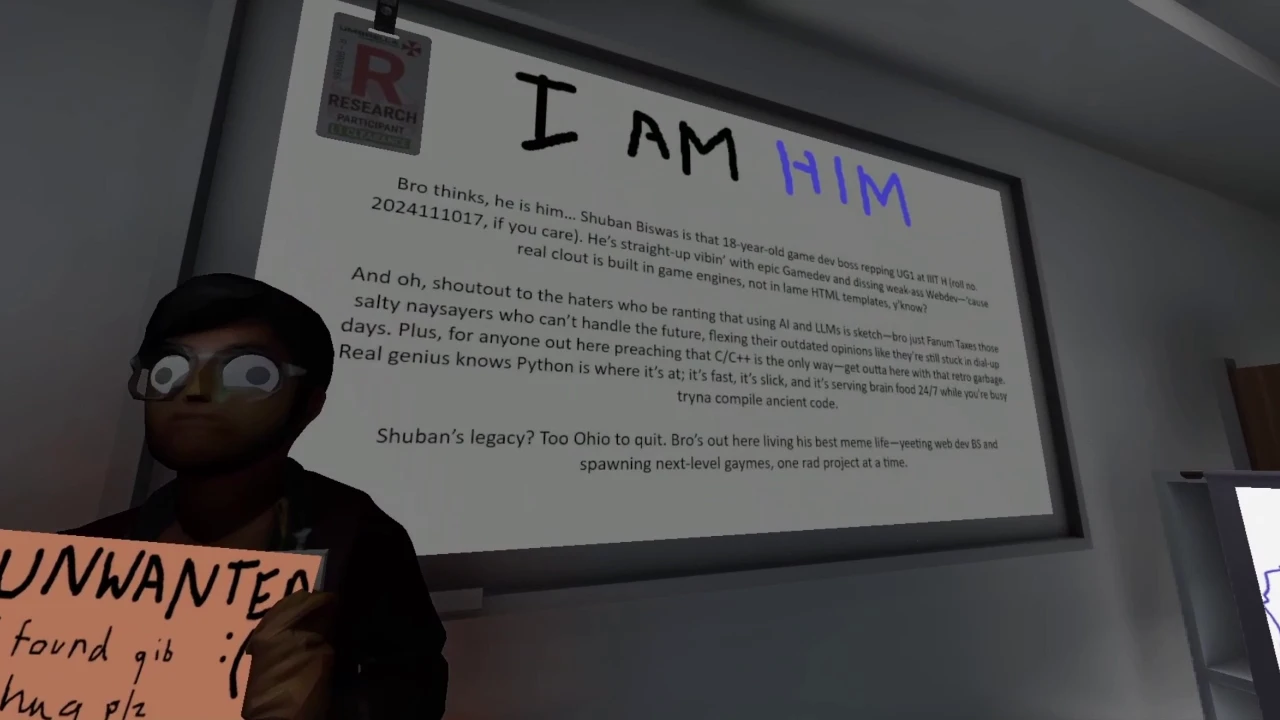 R
RESEARCH
PARTICIPANT
I AM HIM
Bro thinks, he is him... Shuban Biswas is that 18-year-old game dev boss repping UG1 at IIIT H (roll no.
2024111017, if you care). He's straight-up vibin' with epic Gamedev and dissing weak-ass Webdev—'cause
real clout is built in game engines, not in lame HTML templates, y'know?
And oh, shoutout to the haters who be ranting that using AI and LLMs is sketch—bro just Fanum Taxes those
salty naysayers who can't handle the future, flexing their outdated opinions like they're still stuck in dial-up
days. Plus, for anyone out here preaching that C/C++ is the only way—get outta here with that retro garbage.
Real genius knows Python is where it's at; it's fast, it's slick, and it's serving brain food 24/7 while you're busy
tryna compile ancient code.
Shuban's legacy? Too Ohio to quit. Bro's out here living his best meme life—yeeting web dev BS and
spawning next-level gaymes, one rad project at a time.
UNWANTED
found gib :(
hug plz